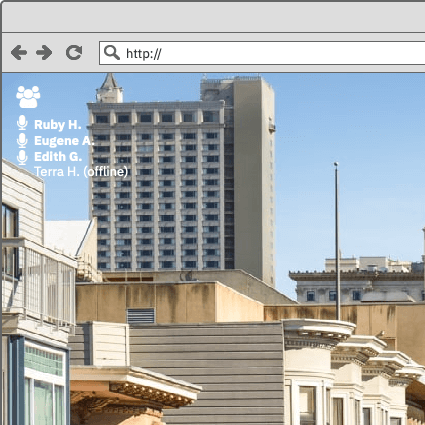 http://
Ruby H.
Eugene A.
Edith G.
Terra H. (offline)